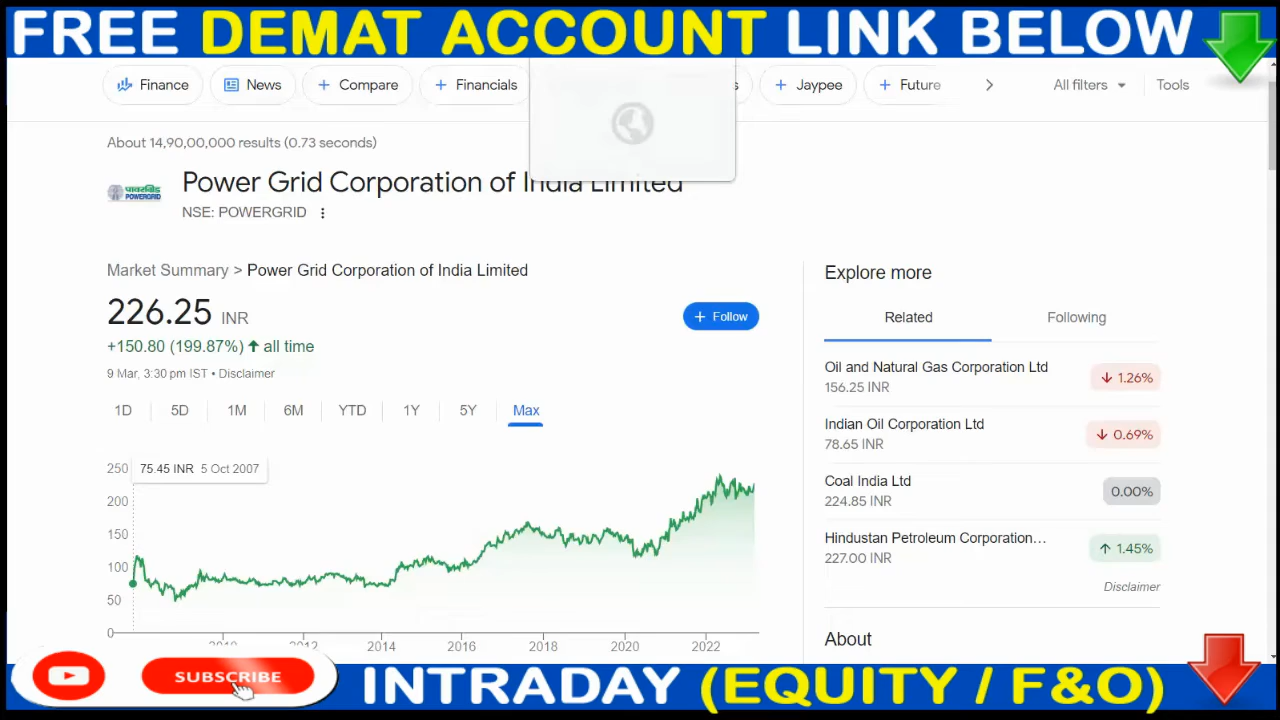 FREE DEMAT ACCOUNT LINK BELOW
Finance
News
+ Compare
+ Financials
s
+ Jaypee
+ Future
All filters
Tools
About 14,90,00,000 results (0.73 seconds)
पावरग्रिड
POWERGRID
Power Grid Corporation of India Limited
NSE: POWERGRID
Market Summary > Power Grid Corporation of India Limited
226.25 INR
+ Follow
+150.80 (199.87%) ↑ all time
9 Mar, 3:30 pm IST • Disclaimer
1D
5D
1M
6M
YTD
1Y
5Y
Max
75.45 INR 5 Oct 2007
250
200
150
100
50
0
2010
2012
2014
2016
2018
2020
2022
Explore more
Related
Following
Oil and Natural Gas Corporation Ltd
156.25 INR
↓ 1.26%
Indian Oil Corporation Ltd
78.65 INR
↓ 0.69%
Coal India Ltd
224.85 INR
0.00%
Hindustan Petroleum Corporation...
227.00 INR
↑ 1.45%
Disclaimer
About
SUBSCRIBE
INTRADAY (EQUITY / F&O)